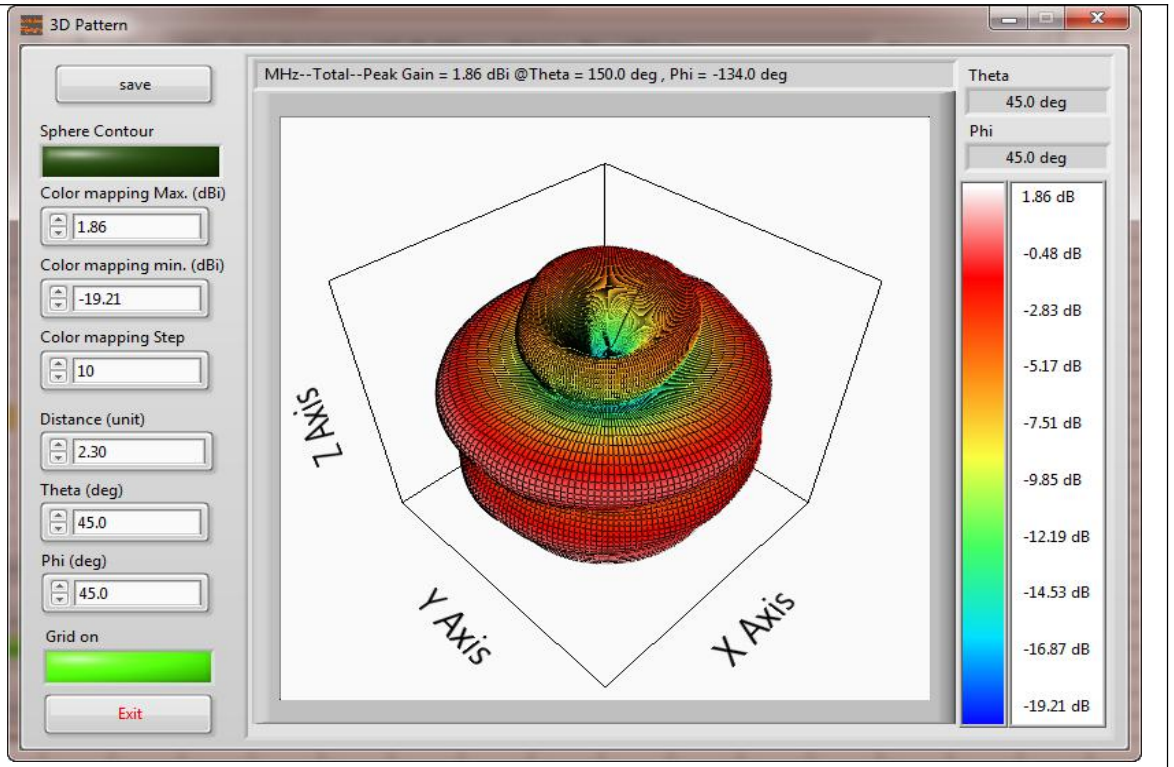 3D Pattern
save
Sphere Contour
Color mapping Max. (dBi)
1.86
Color mapping min. (dBi)
-19.21
Color mapping Step
10
Distance (unit)
2.30
Theta (deg)
45.0
Phi (deg)
45.0
Grid on
Exit
MHz--Total--Peak Gain = 1.86 dBi @Theta = 150.0 deg , Phi = -134.0 deg
Z Axis
Y Axis
X Axis
Theta
45.0 deg
Phi
45.0 deg
1.86 dB
-0.48 dB
-2.83 dB
-5.17 dB
-7.51 dB
-9.85 dB
-12.19 dB
-14.53 dB
-16.87 dB
-19.21 dB